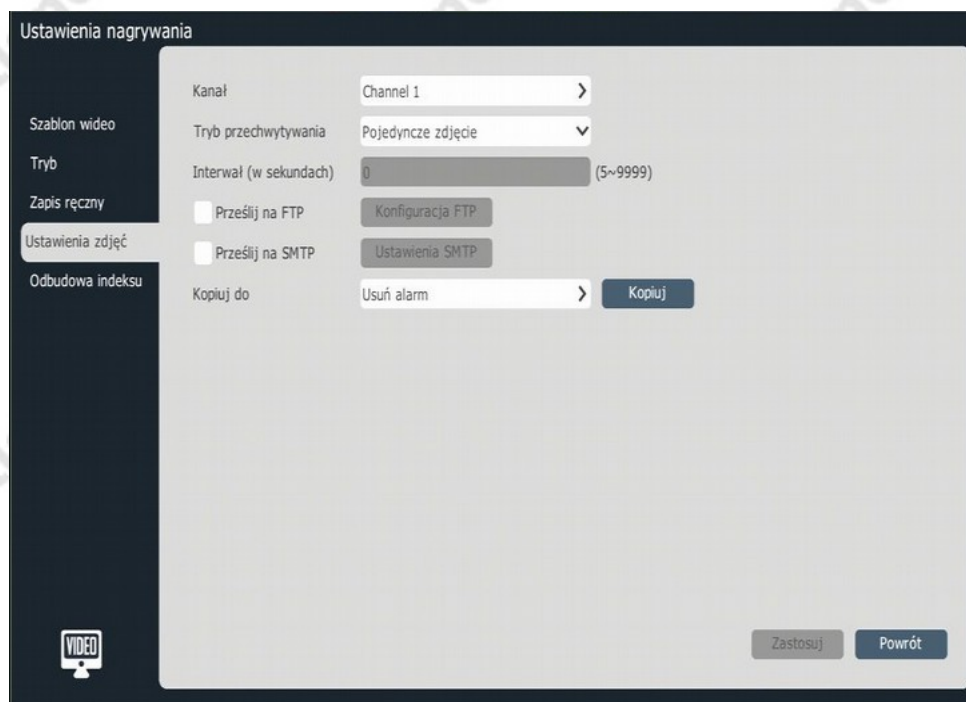 Ustawienia nagrywania
Szablon wideo
Tryb
Zapis ręczny
Ustawienia zdjęć
Odbudowa indeksu
Kanał Channel 1
Tryb przechwytywania Pojedyncze zdjęcie
Interwał (w sekundach) 0 (5~9999)
Prześlij na FTP Konfiguracja FTP
Prześlij na SMTP Ustawienia SMTP
Kopiuj do Usuń alarm Kopiuj
VIDEO
Zastosuj Powrót